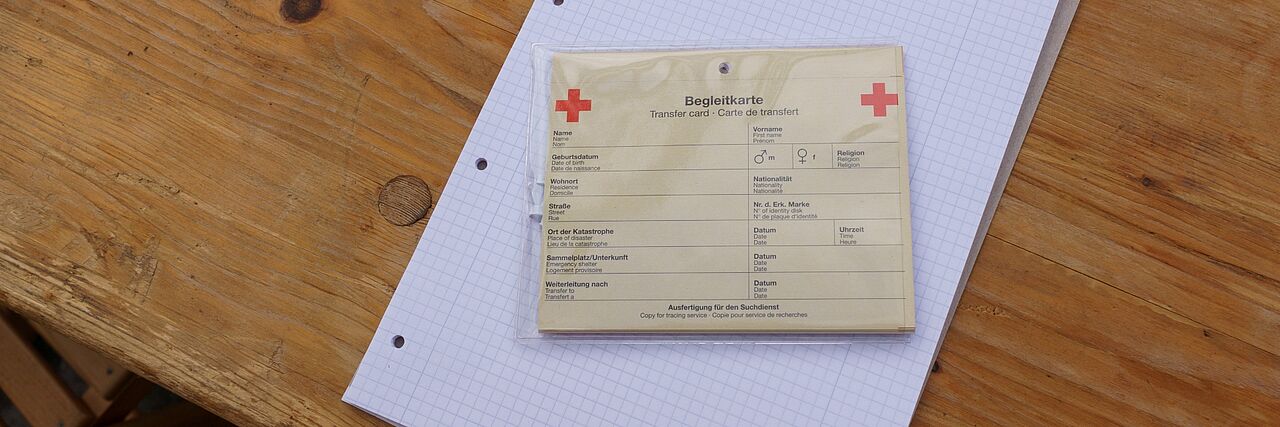 Begleitkarte
Transfer card · Carte de transfert
Name
Name
Nom
Vorname
First name
Prénom
Geburtsdatum
Date of birth
Date de naissance
♂ m
♀ f
Religion
Religion
Religion
Wohnort
Residence
Domicile
Nationalität
Nationality
Nationalité
Straße
Street
Rue
Nr. d. Erk. Marke
N° of identity disk
N° de plaque d'identité
Ort der Katastrophe
Place of disaster
Lieu de la catastrophe
Datum
Date
Date
Uhrzeit
Time
Heure
Sammelplatz/Unterkunft
Emergency shelter
Logement provisoire
Datum
Date
Date
Weiterleitung nach
Transfer to
Transfert a
Datum
Date
Date
Ausfertigung für den Suchdienst
Copy for tracing service · Copie pour service de recherches